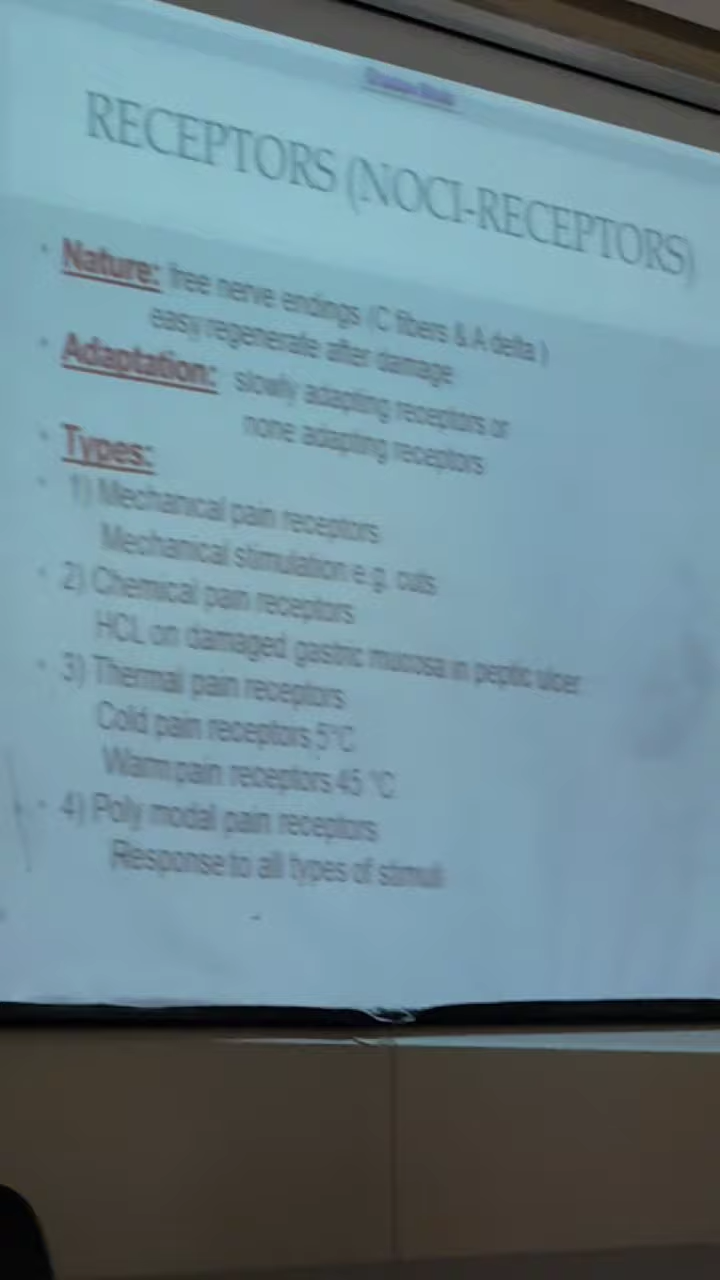 RECEPTORS (NOCI-RECEPTORS)
• Nature: free nerve endings (C fibers & A delta )
easy regenerate after damage
• Adaptation: slowly adapting receptors or
none adapting receptors
• Types:
• 1) Mechanical pain receptors
Mechanical stimulation e.g. cuts
• 2) Chemical pain receptors
HCL on damaged gastric mucosa in peptic ulcer
• 3) Thermal pain receptors
Cold pain receptors 5°C
Warm pain receptors 45 °C
• 4) Poly modal pain receptors
Response to all types of stimuli